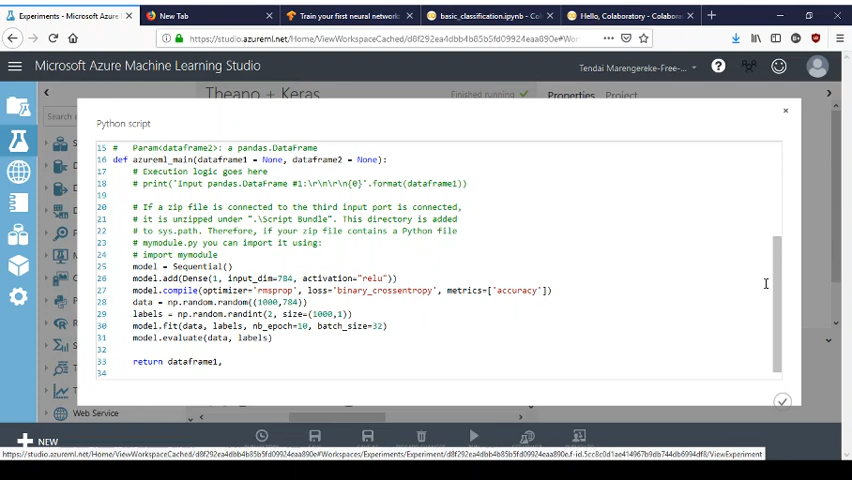 Experiments - Microsoft Azure M
New Tab
Train your first neural network
basic_classification.ipynb - Col
Hello, Colaboratory - Colabora
https://studio.azureml.net/Home/ViewWorkspaceCached/d8f292ea4dbb4b85b5fd09924eaa890e#Wor
Microsoft Azure Machine Learning Studio
Tendai Marengereke-Free-...
Theano + Keras
Finished running
Properties
Project
Python script
15 # Param<dataframe2>: a pandas.DataFrame
16 def azureml_main(dataframe1 = None, dataframe2 = None):
17 # Execution logic goes here
18 # print('Input pandas.DataFrame #1:\r\n\r\n{0}'.format(dataframe1))
19
20 # If a zip file is connected to the third input port is connected,
21 # it is unzipped under ".\Script Bundle". This directory is added
22 # to sys.path. Therefore, if your zip file contains a Python file
23 # mymodule.py you can import it using:
24 # import mymodule
25 model = Sequential()
26 model.add(Dense(1, input_dim=784, activation="relu"))
27 model.compile(optimizer='rmsprop', loss='binary_crossentropy', metrics=['accuracy'])
28 data = np.random.random((1000,784))
29 labels = np.random.randint(2, size=(1000,1))
30 model.fit(data, labels, nb_epoch=10, batch_size=32)
31 model.evaluate(data, labels)
33 return dataframe1,
34
Web Service
NEW